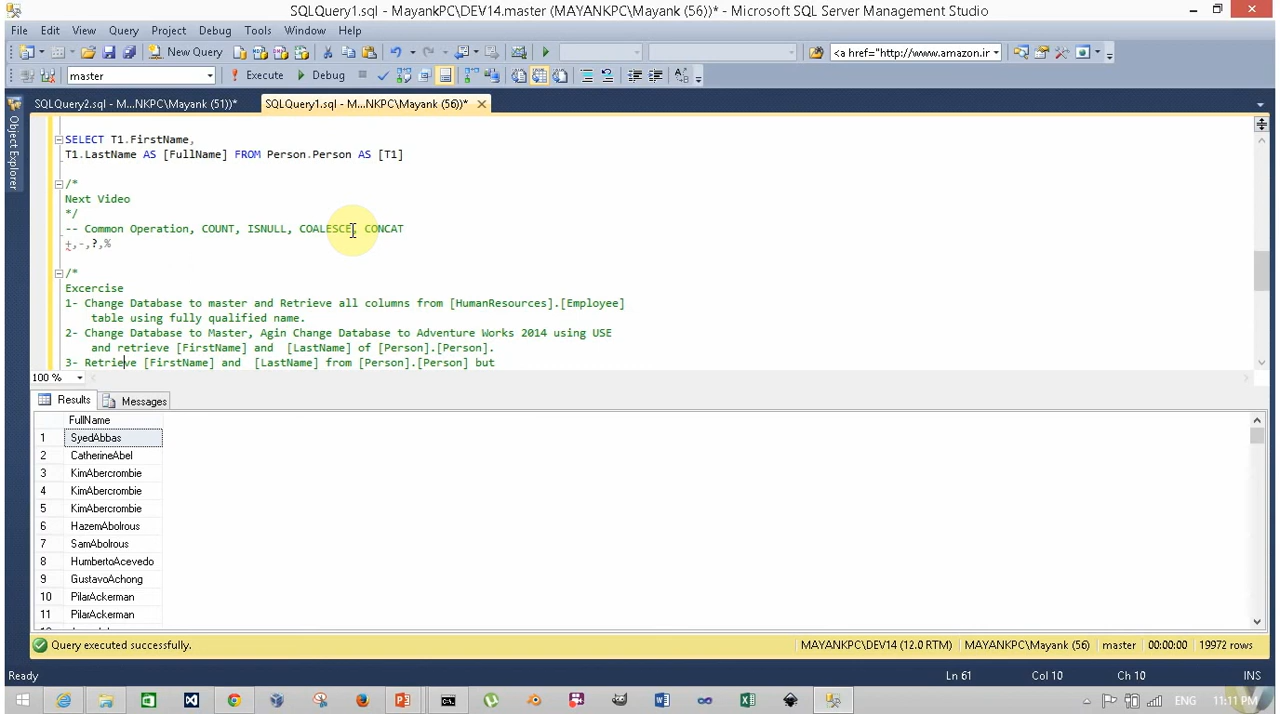 SQLQuery1.sql - MayankPC\DEV14.master (MAYANKPC\Mayank (56))* - Microsoft SQL Server Management Studio
File Edit View Query Project Debug Tools Window Help
New Query <a href="http://www.amazon.ir
master Execute Debug
SQLQuery2.sql - M...NKPC\Mayank (51))* SQLQuery1.sql - M...NKPC\Mayank (56))*
Object Explorer
SELECT T1.FirstName,
T1.LastName AS [FullName] FROM Person.Person AS [T1]
/*
Next Video
*/
-- Common Operation, COUNT, ISNULL, COALESCE, CONCAT
+,-,?,%
/*
Excercise
1- Change Database to master and Retrieve all columns from [HumanResources].[Employee]
table using fully qualified name.
2- Change Database to Master, Agin Change Database to Adventure Works 2014 using USE
and retrieve [FirstName] and [LastName] of [Person].[Person].
3- Retrieve [FirstName] and [LastName] from [Person].[Person] but
100 %
Results Messages
FullName
1 SyedAbbas
2 CatherineAbel
3 KimAbercrombie
4 KimAbercrombie
5 KimAbercrombie
6 HazemAbolrous
7 SamAbolrous
8 HumbertoAcevedo
9 GustavoAchong
10 PilarAckerman
11 PilarAckerman
Query executed successfully. MAYANKPC\DEV14 (12.0 RTM) MAYANKPC\Mayank (56) master 00:00:00 19972 rows
Ready Ln 61 Col 10 Ch 10 INS
ENG 11:11 PM